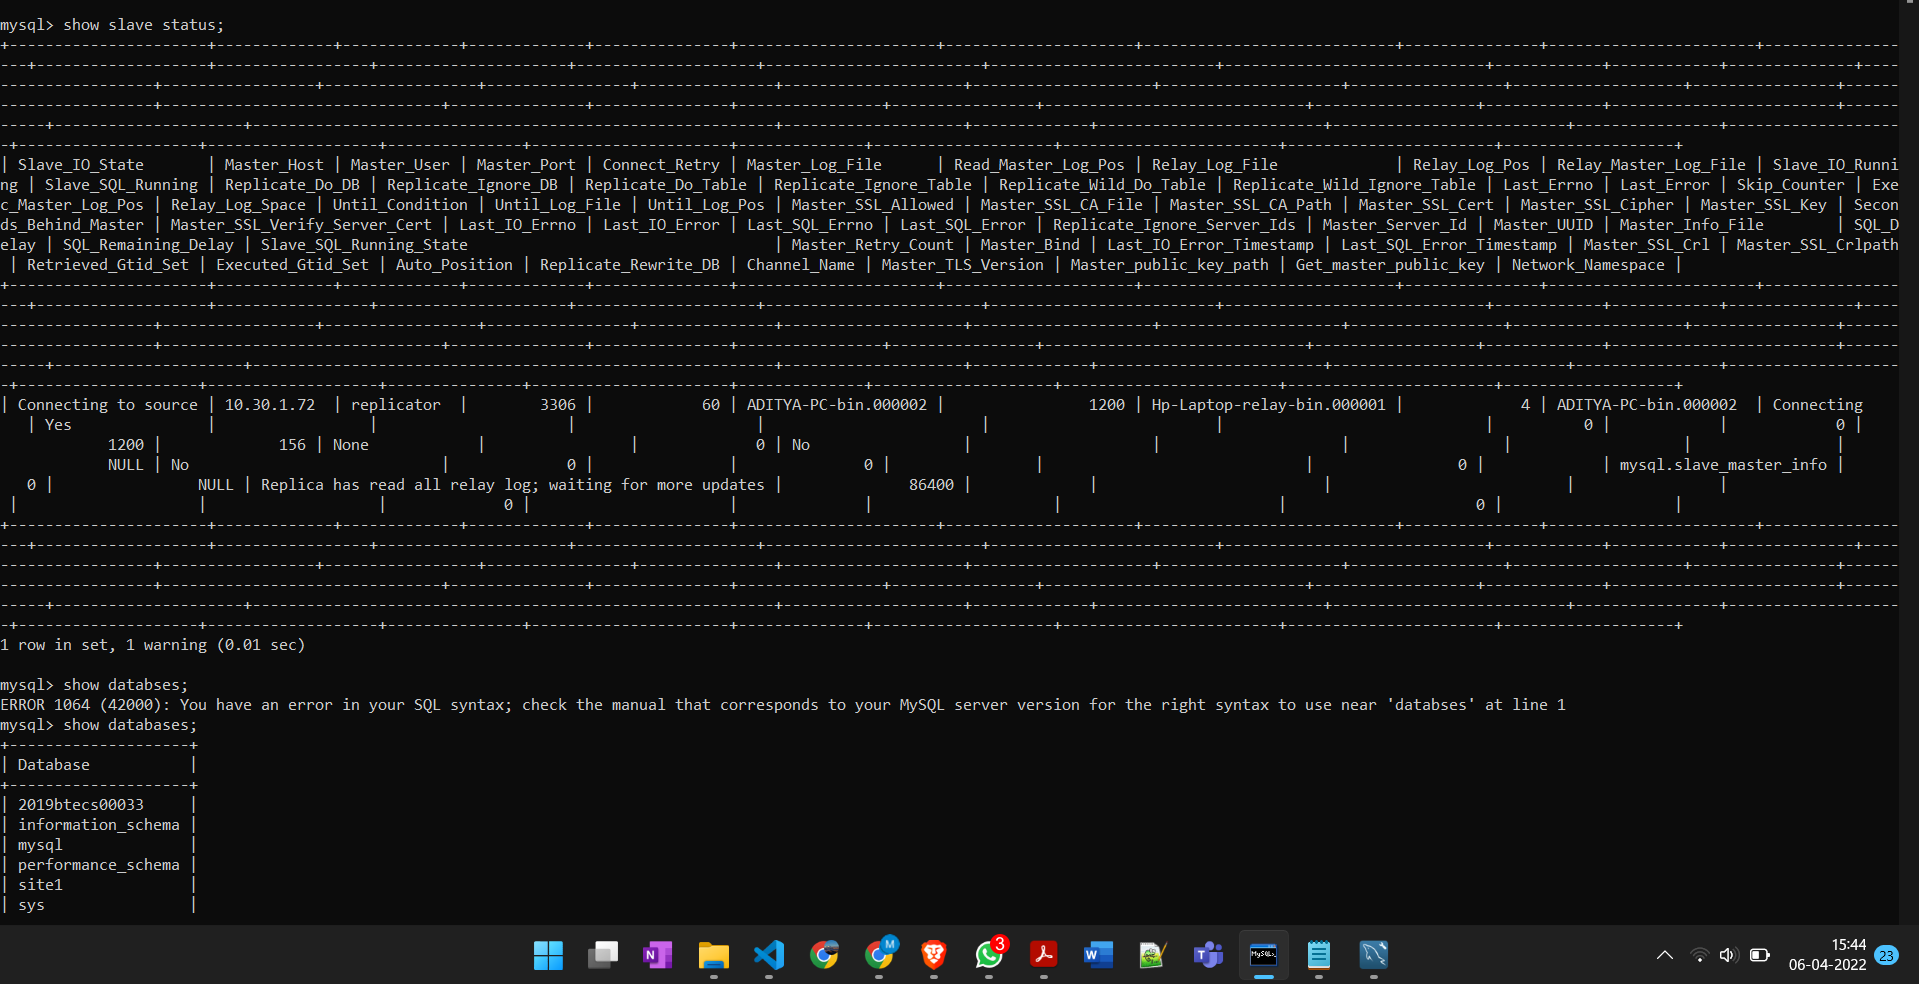 mysql> show slave status;
| Slave_IO_State | Master_Host | Master_User | Master_Port | Connect_Retry | Master_Log_File | Read_Master_Log_Pos | Relay_Log_File | Relay_Log_Pos | Relay_Master_Log_File | Slave_IO_Runni
ng | Slave_SQL_Running | Replicate_Do_DB | Replicate_Ignore_DB | Replicate_Do_Table | Replicate_Ignore_Table | Replicate_Wild_Do_Table | Replicate_Wild_Ignore_Table | Last_Errno | Last_Error | Skip_Counter | Exe
c_Master_Log_Pos | Relay_Log_Space | Until_Condition | Until_Log_File | Until_Log_Pos | Master_SSL_Allowed | Master_SSL_CA_File | Master_SSL_CA_Path | Master_SSL_Cert | Master_SSL_Cipher | Master_SSL_Key | Secon
ds_Behind_Master | Master_SSL_Verify_Server_Cert | Last_IO_Errno | Last_IO_Error | Last_SQL_Errno | Last_SQL_Error | Replicate_Ignore_Server_Ids | Master_Server_Id | Master_UUID | Master_Info_File | SQL_D
elay | SQL_Remaining_Delay | Slave_SQL_Running_State | Master_Retry_Count | Master_Bind | Last_IO_Error_Timestamp | Last_SQL_Error_Timestamp | Master_SSL_Crl | Master_SSL_Crlpath
| Retrieved_Gtid_Set | Executed_Gtid_Set | Auto_Position | Replicate_Rewrite_DB | Channel_Name | Master_TLS_Version | Master_public_key_path | Get_master_public_key | Network_Namespace |
| Connecting to source | 10.30.1.72 | replicator | 3306 | 60 | ADITYA-PC-bin.000002 | 1200 | Hp-Laptop-relay-bin.000001 | 4 | ADITYA-PC-bin.000002 | Connecting
| Yes | | | | | | | | 0 | | 0 |
1200 | 156 | None | | 0 | No | | | | | |
NULL | No | 0 | | 0 | | | 0 | | mysql.slave_master_info |
0 | NULL | Replica has read all relay log; waiting for more updates | 86400 | | | | |
| | | 0 | | | | 0 | |
1 row in set, 1 warning (0.01 sec)
mysql> show databses;
ERROR 1064 (42000): You have an error in your SQL syntax; check the manual that corresponds to your MySQL server version for the right syntax to use near 'databses' at line 1
mysql> show databases;
| Database |
| 2019btecs00033 |
| information_schema |
| mysql |
| performance_schema |
| site1 |
| sys |
M
3
MySQL
15:44
06-04-2022
23